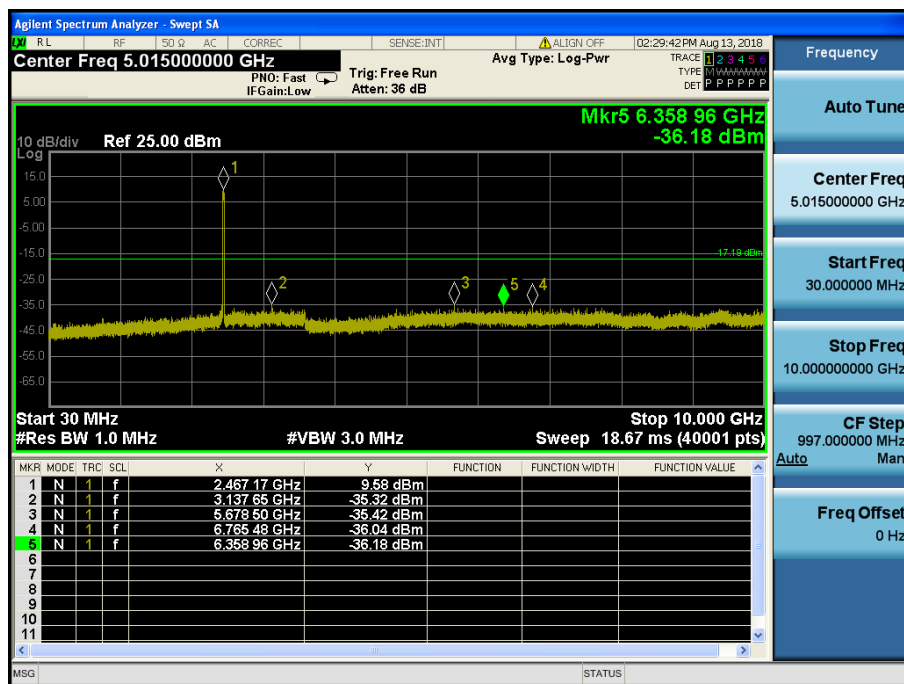 Agilent Spectrum Analyzer - Swept SA
LXI RL RF 50 Ω AC CORREC SENSE:INT ALIGN OFF 02:29:42 PM Aug 13, 2018
Center Freq 5.015000000 GHz
PNO: Fast
IFGain:Low
Trig: Free Run
Atten: 36 dB
Avg Type: Log-Pwr
TRACE 1 2 3 4 5 6
TYPE MWWWWW
DET P P P P P P
Mkr5 6.358 96 GHz
-36.18 dBm
10 dB/div Ref 25.00 dBm
Log
15.0
5.00
-5.00
-15.0
-25.0
-35.0
-45.0
-55.0
-65.0
1
2
3
5
4
-17.19 dBm
Start 30 MHz Stop 10.000 GHz
#Res BW 1.0 MHz #VBW 3.0 MHz Sweep 18.67 ms (40001 pts)
MKR MODE TRC SCL X Y FUNCTION FUNCTION WIDTH FUNCTION VALUE
1 N 1 f 2.467 17 GHz 9.58 dBm
2 N 1 f 3.137 65 GHz -35.32 dBm
3 N 1 f 5.678 50 GHz -35.42 dBm
4 N 1 f 6.765 48 GHz -36.04 dBm
5 N 1 f 6.358 96 GHz -36.18 dBm
6
7
8
9
10
11
MSG STATUS
Frequency
Auto Tune
Center Freq
5.015000000 GHz
Start Freq
30.000000 MHz
Stop Freq
10.000000000 GHz
CF Step
997.000000 MHz
Auto Man
Freq Offset
0 Hz